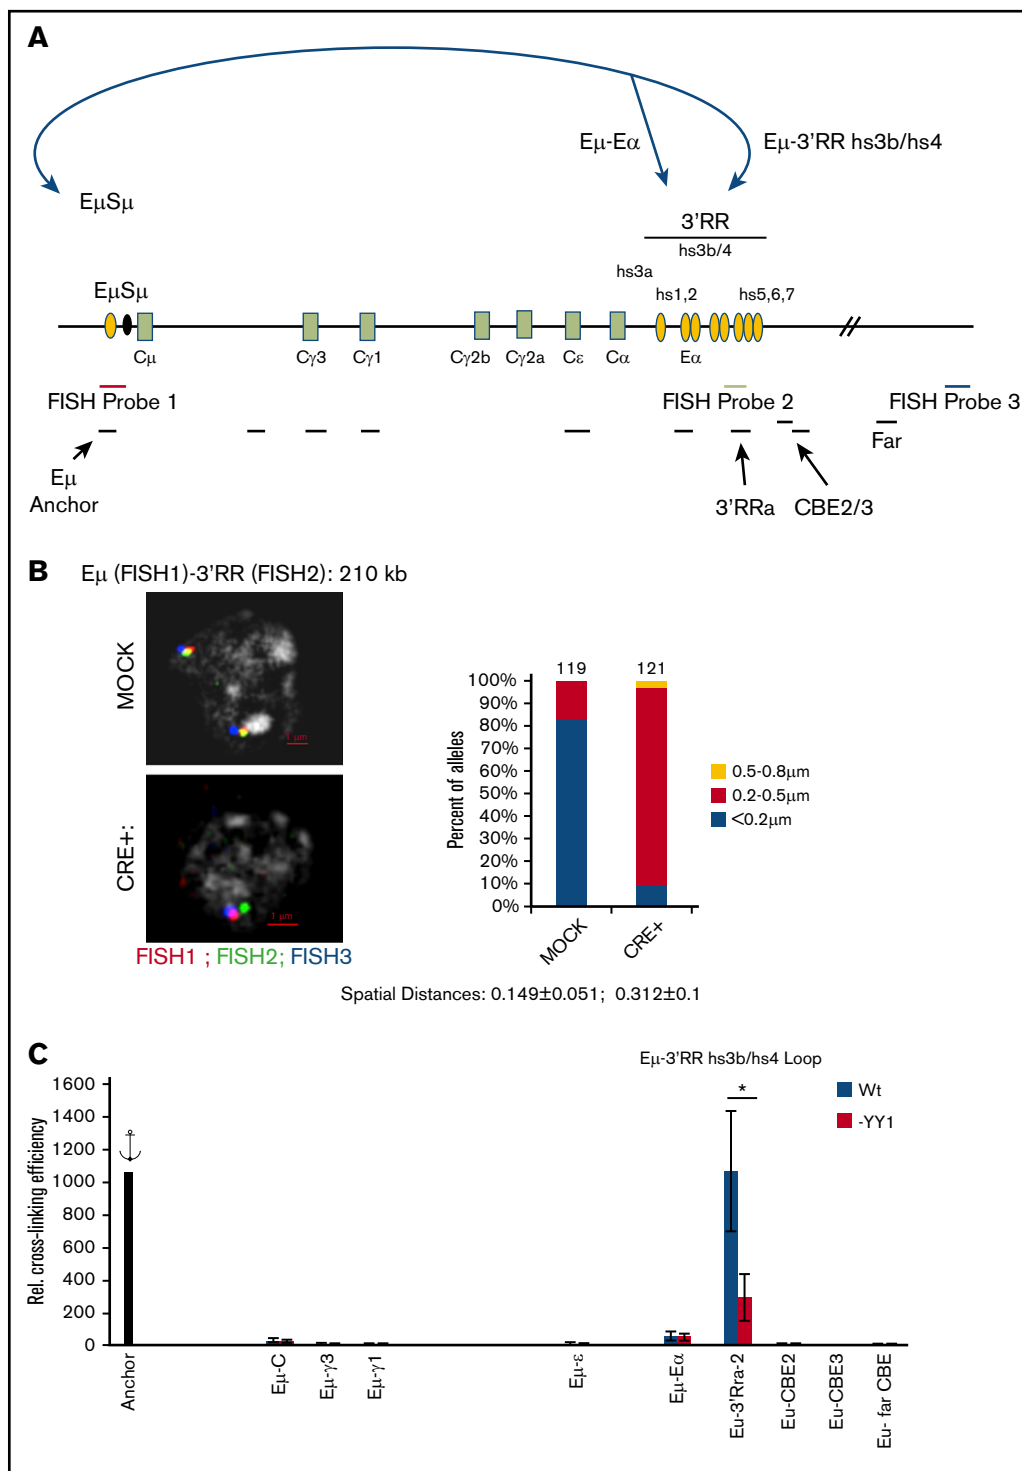 A
Eμ-Eα
Eμ-3'RR hs3b/hs4
EμSμ
3'RR
hs3b/4
hs3a
EμSμ
hs1,2
hs5,6,7
Cμ
Cγ3
Cγ1
Cγ2b
Cγ2a
Cε
Cα
Eα
FISH Probe 1
FISH Probe 2
FISH Probe 3
Far
Eμ
Anchor
3'RRa
CBE2/3
B
Eμ (FISH1)-3'RR (FISH2): 210 kb
MOCK
1 μm
CRE+:
1 μm
FISH1 ; FISH2; FISH3
119
121
100%
90%
80%
70%
60%
50%
40%
30%
20%
10%
0%
Percent of alleles
MOCK
CRE+
0.5-0.8μm
0.2-0.5μm
<0.2μm
Spatial Distances: 0.149±0.051; 0.312±0.1
C
Eμ-3'RR hs3b/hs4 Loop
*
Wt
-YY1
Rel. cross-linking efficiency
1600
1400
1200
1000
800
600
400
200
0
Anchor
Eμ-C
Eμ-γ3
Eμ-γ1
Eμ-ε
Eμ-Eα
Eu-3'Rra-2
Eu-CBE2
Eu-CBE3
Eu- far CBE